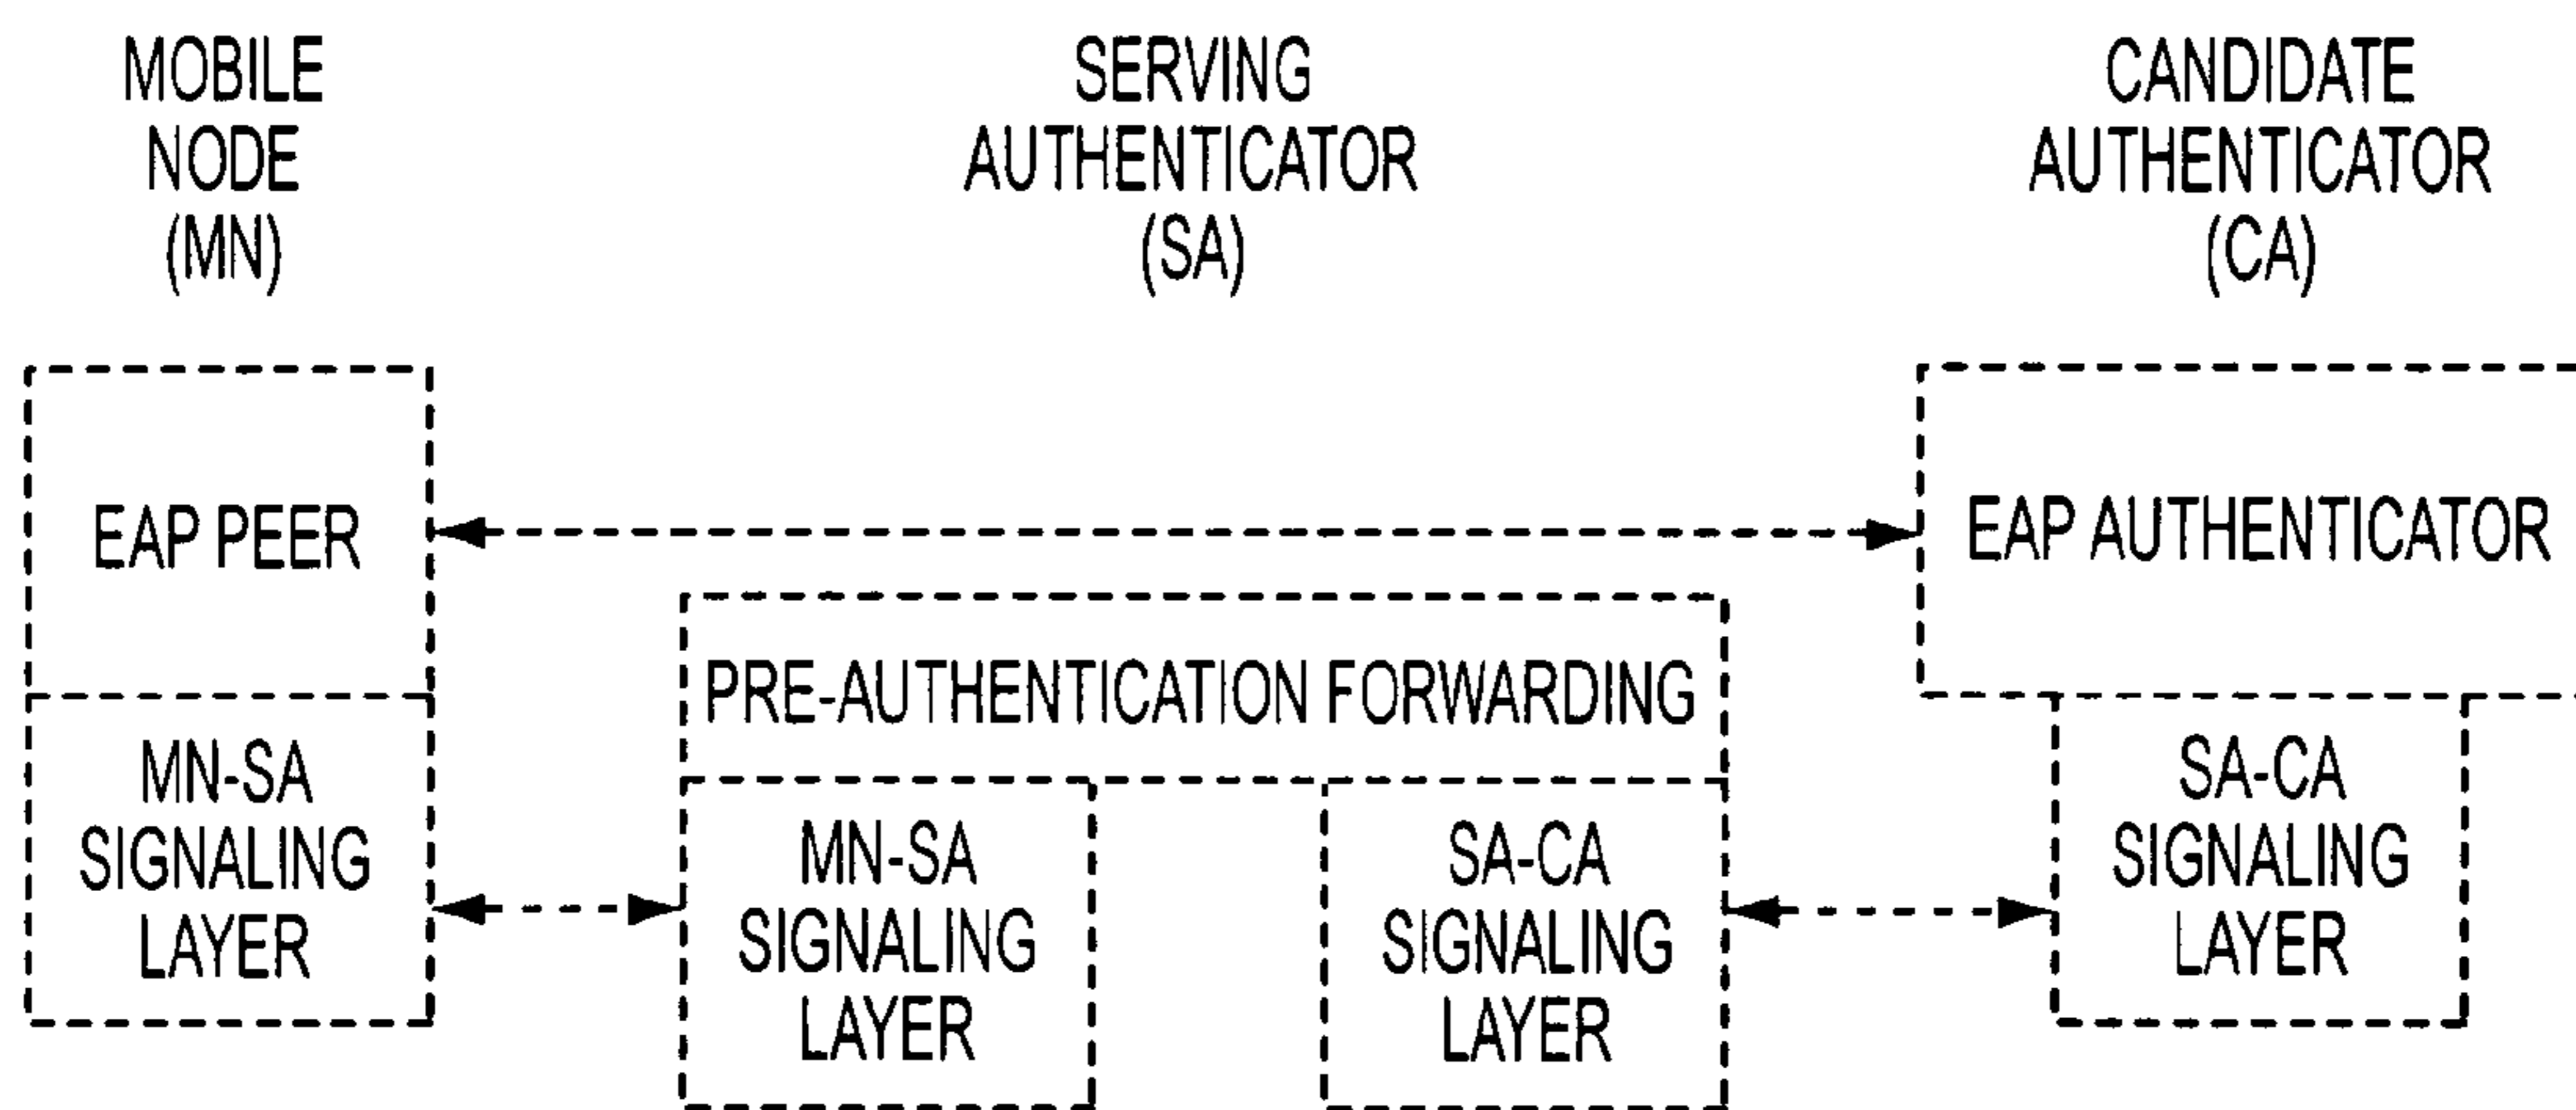 MOBILE
NODE
(MN)
SERVING
AUTHENTICATOR
(SA)
CANDIDATE
AUTHENTICATOR
(CA)
EAP PEER
EAP AUTHENTICATOR
PRE-AUTHENTICATION FORWARDING
MN-SA
SIGNALING
LAYER
MN-SA
SIGNALING
LAYER
SA-CA
SIGNALING
LAYER
SA-CA
SIGNALING
LAYER